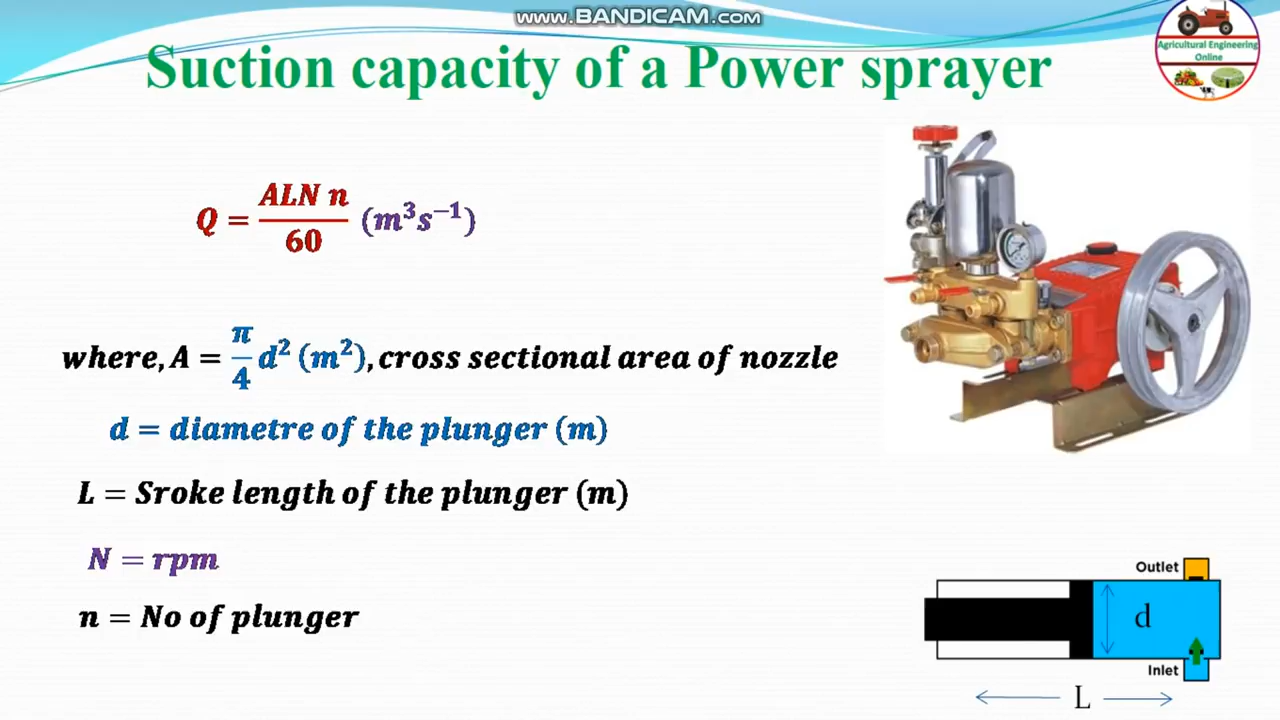 www.BANDICAM.com
Suction capacity of a Power sprayer
Agricultural Engineering
Online
Q = ALN n / 60 (m³s⁻¹)
where, A = π/4 d² (m²), cross sectional area of nozzle
d = diametre of the plunger (m)
L = Sroke length of the plunger (m)
N = rpm
n = No of plunger
Outlet
d
Inlet
L